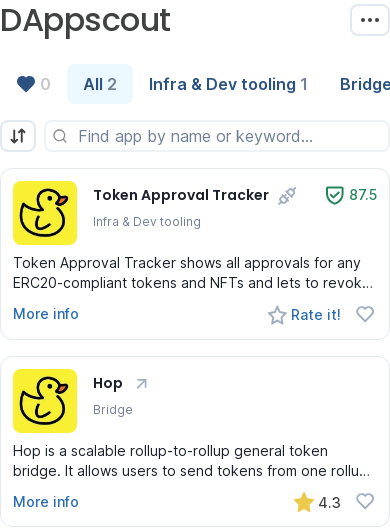 DAppscout
0 All 2 Infra & Dev tooling 1 Bridge
Find app by name or keyword...
Token Approval Tracker 87.5
Infra & Dev tooling
Token Approval Tracker shows all approvals for any
ERC20-compliant tokens and NFTs and lets to revok...
More info Rate it!
Hop
Bridge
Hop is a scalable rollup-to-rollup general token
bridge. It allows users to send tokens from one rollu...
More info 4.3